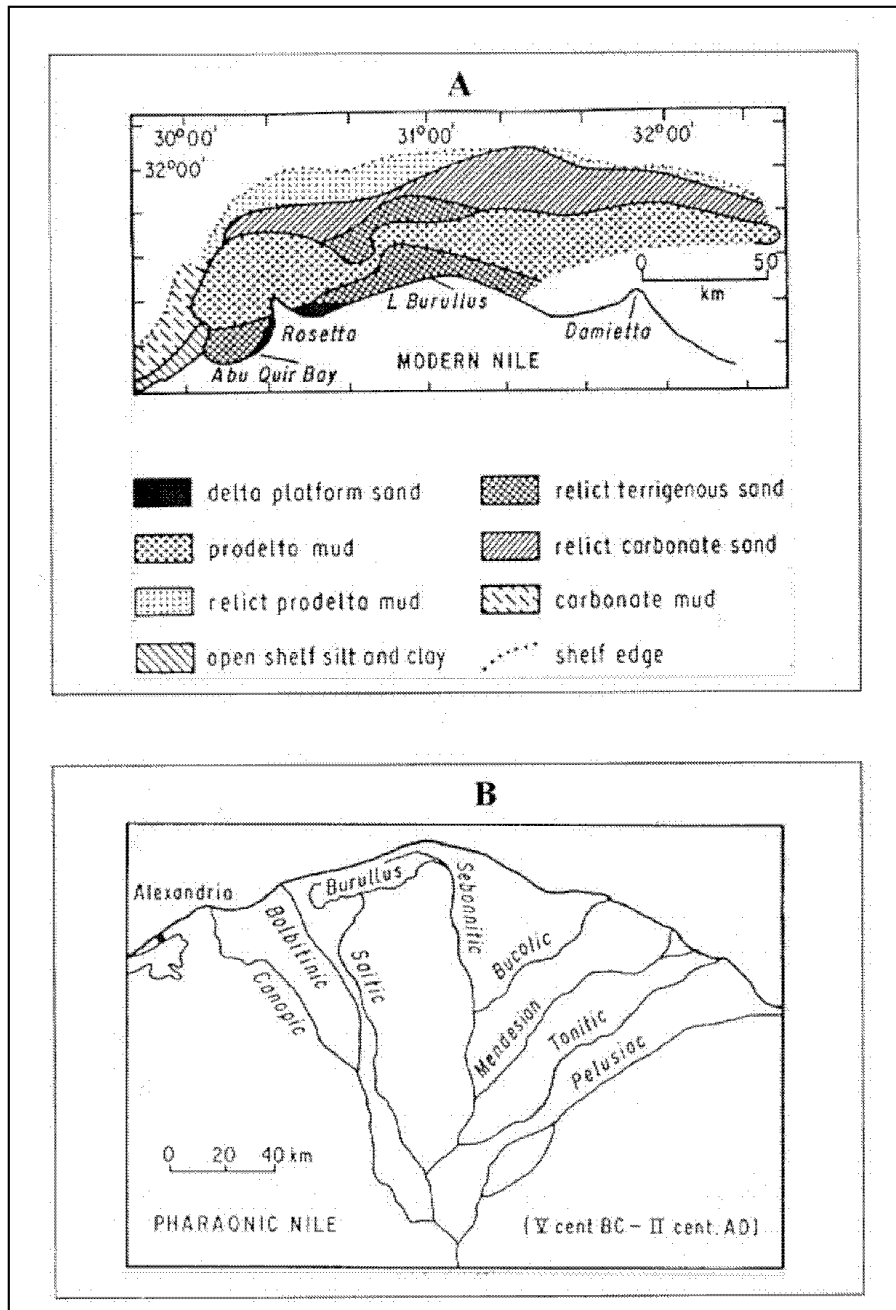 A
30°00' 31°00' 32°00'
32°00'
0 50
km
L Burullus
Rosetta
Damietta
Abu Quir Bay
MODERN NILE
delta platform sand
relict terrigenous sand
prodelta mud
relict carbonate sand
relict prodelta mud
carbonate mud
open shelf silt and clay
shelf edge
B
Alexandria
Burullus
Sebannitic
Bolbitinic
Saitic
Bucolic
Canopic
Mendesian
Tanitic
Pelusiac
0 20 40 km
PHARAONIC NILE
(V cent BC – II cent. AD)